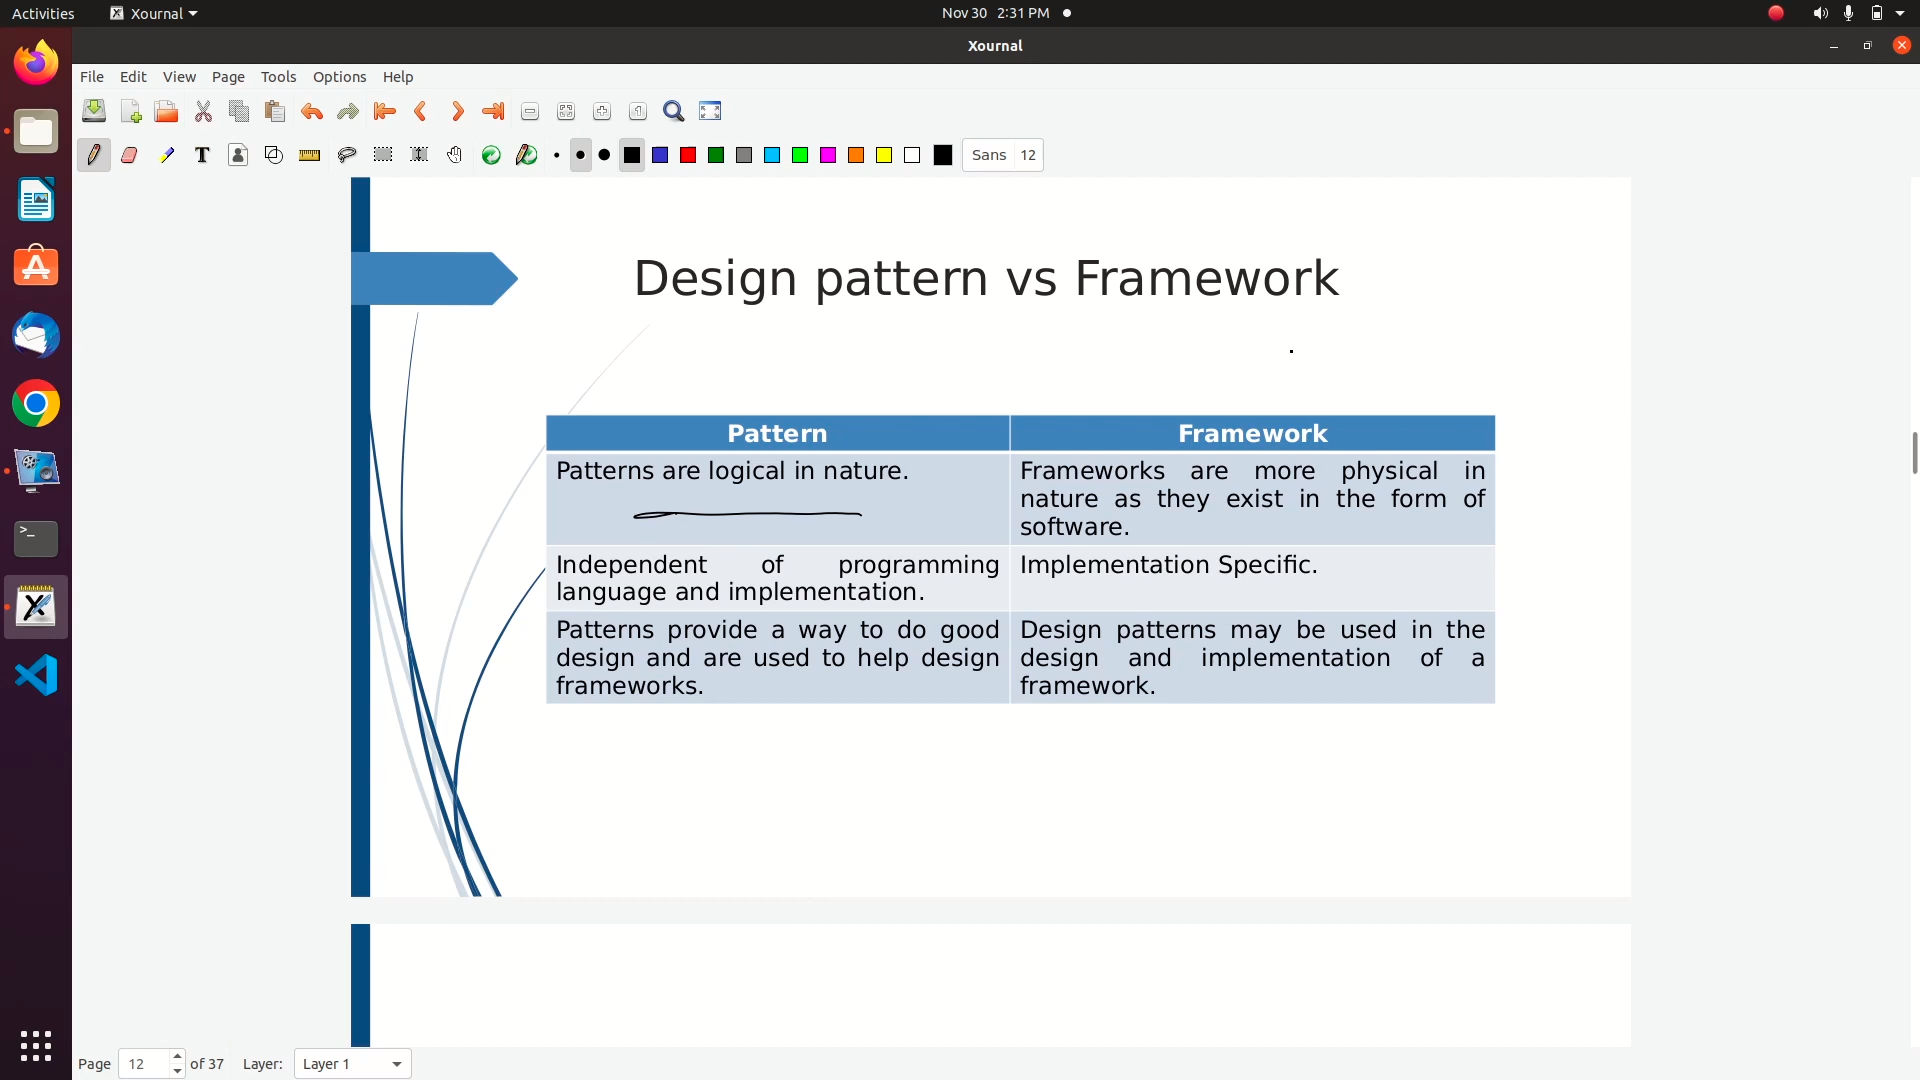 Activities
Xournal
Nov 30 2:31 PM
Xournal
File Edit View Page Tools Options Help
Sans 12
Design pattern vs Framework
Pattern
Framework
Patterns are logical in nature.
Frameworks are more physical in
nature as they exist in the form of
software.
Independent of programming
language and implementation.
Implementation Specific.
Patterns provide a way to do good
design and are used to help design
frameworks.
Design patterns may be used in the
design and implementation of a
framework.
Page 12 of 37 Layer: Layer 1